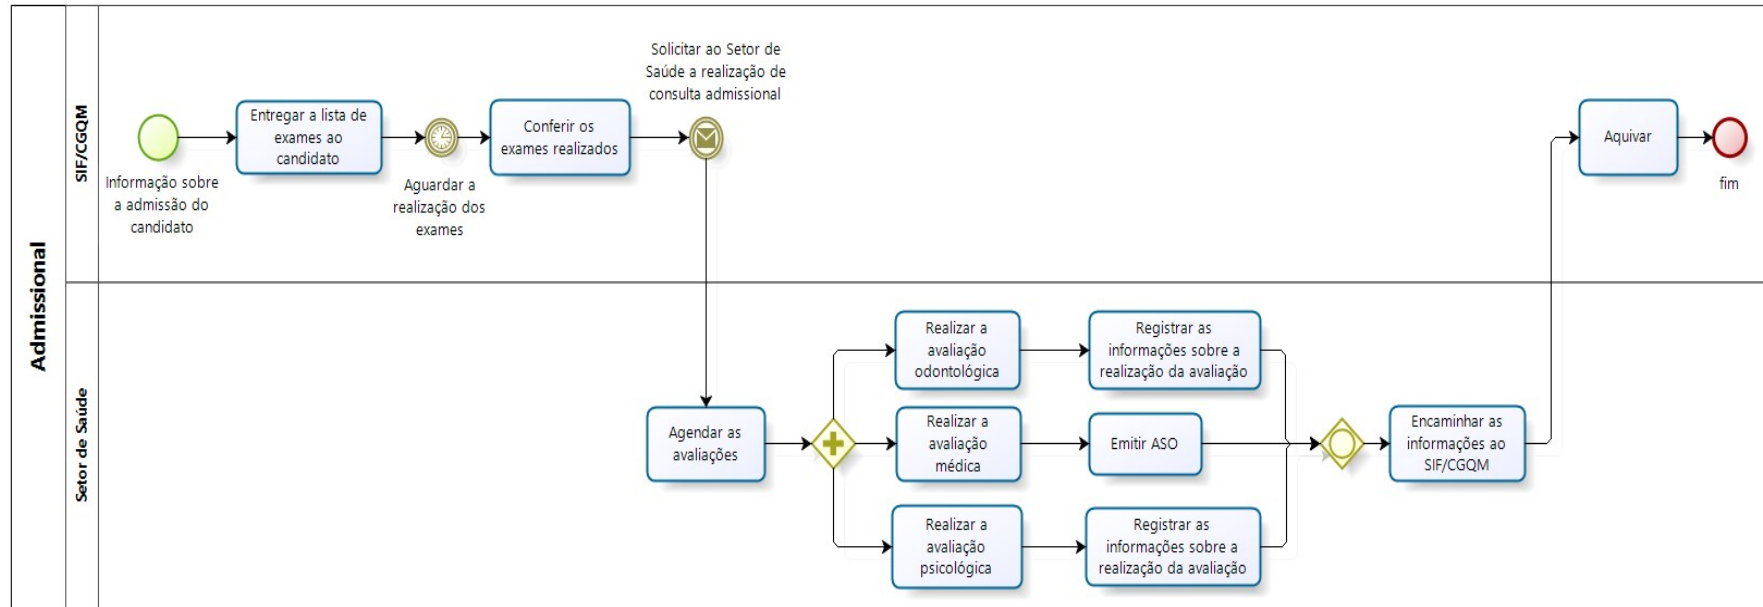 Admissional
SIF/CGQM
Informação sobre
a admissão do
candidato
Entregar a lista de
exames ao
candidato
Aguardar a
realização dos
exames
Conferir os
exames realizados
Solicitar ao Setor de
Saúde a realização de
consulta admissional
Aquivar
fim
Setor de Saúde
Agendar as
avaliações
Realizar a
avaliação
odontológica
Registrar as
informações sobre a
realização da avaliação
Realizar a
avaliação
médica
Emitir ASO
Realizar a
avaliação
psicológica
Registrar as
informações sobre a
realização da avaliação
Encaminhar as
informações ao
SIF/CGQM